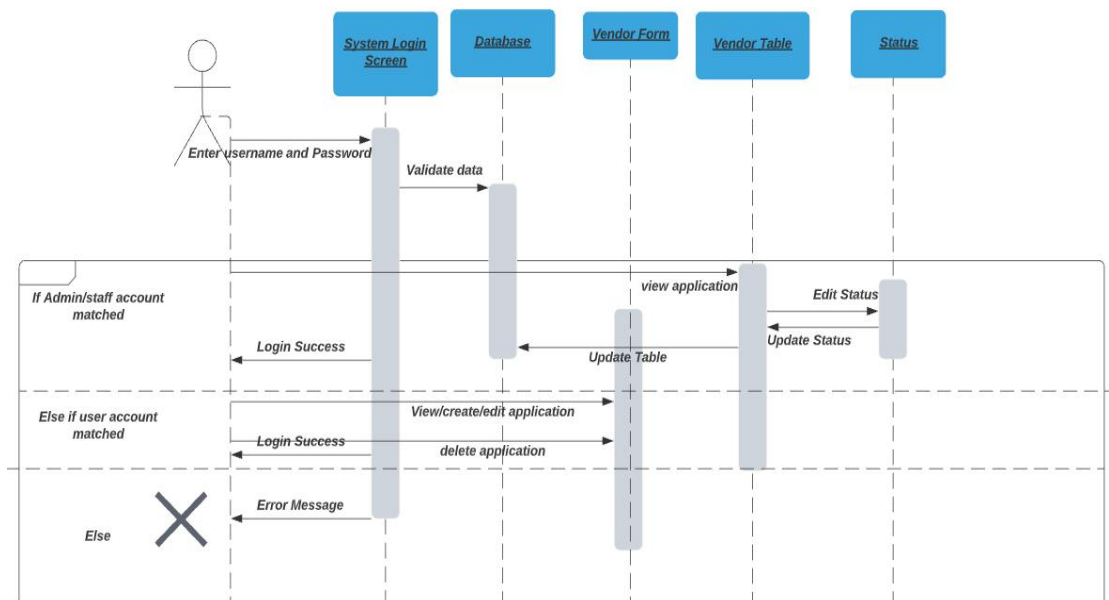 System Login
Screen
Database
Vendor Form
Vendor Table
Status
Enter username and Password
Validate data
If Admin/staff account
matched
view application
Edit Status
Update Status
Update Table
Login Success
Else if user account
matched
View/create/edit application
Login Success
delete application
Error Message
Else